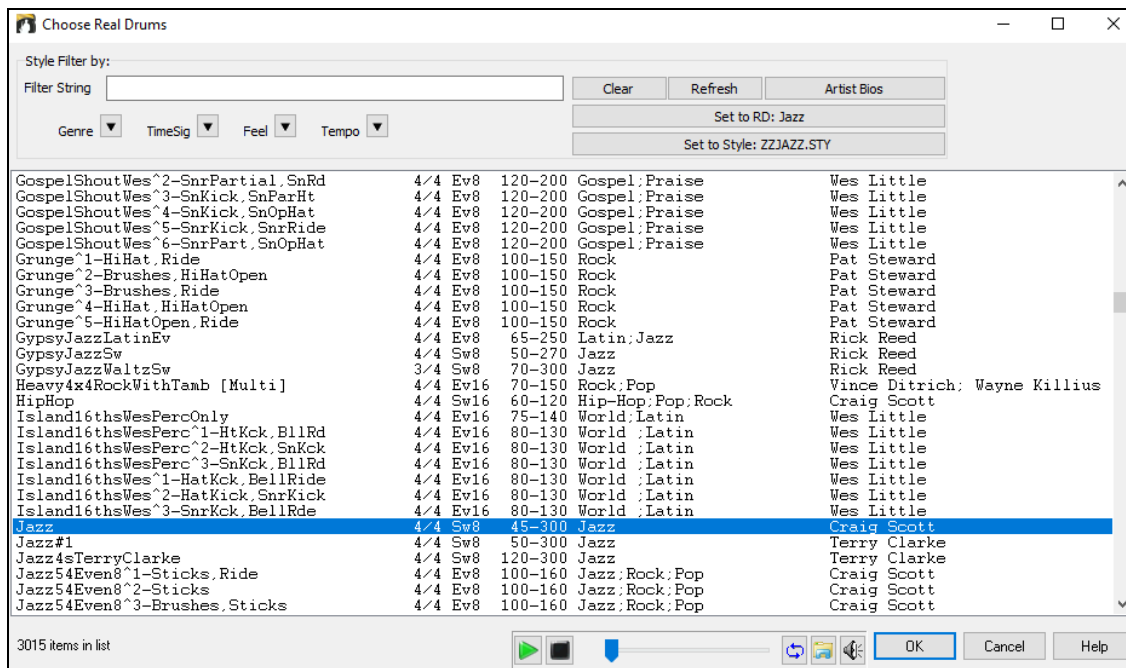 Choose Real Drums
Style Filter by:
Filter String Clear Refresh Artist Bios
Set to RD: Jazz
Genre TimeSig Feel Tempo
Set to Style: ZZJAZZ.STY
GospelShoutWes^2-SnrPartial,SnRd 4/4 Ev8 120-200 Gospel;Praise Wes Little
GospelShoutWes^3-SnKick,SnParHt 4/4 Ev8 120-200 Gospel;Praise Wes Little
GospelShoutWes^4-SnKick,SnOpHat 4/4 Ev8 120-200 Gospel;Praise Wes Little
GospelShoutWes^5-SnrKick,SnrRide 4/4 Ev8 120-200 Gospel;Praise Wes Little
GospelShoutWes^6-SnrPart,SnOpHat 4/4 Ev8 120-200 Gospel;Praise Wes Little
Grunge^1-HiHat,Ride 4/4 Ev8 100-150 Rock Pat Steward
Grunge^2-Brushes,HiHatOpen 4/4 Ev8 100-150 Rock Pat Steward
Grunge^3-Brushes,Ride 4/4 Ev8 100-150 Rock Pat Steward
Grunge^4-HiHat,HiHatOpen 4/4 Ev8 100-150 Rock Pat Steward
Grunge^5-HiHatOpen,Ride 4/4 Ev8 100-150 Rock Pat Steward
GypsyJazzLatinEv 4/4 Ev8 65-250 Latin;Jazz Rick Reed
GypsyJazzSw 4/4 Sw8 50-270 Jazz Rick Reed
GypsyJazzWaltzSw 3/4 Sw8 70-300 Jazz Rick Reed
Heavy4x4RockWithTamb [Multi] 4/4 Ev16 70-150 Rock;Pop Vince Ditrich; Wayne Killius
HipHop 4/4 Sw16 60-120 Hip-Hop;Pop;Rock Craig Scott
Island16thsWesPercOnly 4/4 Ev16 75-140 World;Latin Wes Little
Island16thsWesPerc^1-HtKck,BllRd 4/4 Ev16 80-130 World ;Latin Wes Little
Island16thsWesPerc^2-HtKck,SnKck 4/4 Ev16 80-130 World ;Latin Wes Little
Island16thsWesPerc^3-SnKck,BllRd 4/4 Ev16 80-130 World ;Latin Wes Little
Island16thsWes^1-HatKck,BellRide 4/4 Ev16 80-130 World ;Latin Wes Little
Island16thsWes^2-HatKick,SnrKick 4/4 Ev16 80-130 World ;Latin Wes Little
Island16thsWes^3-SnrKck,BellRde 4/4 Ev16 80-130 World ;Latin Wes Little
Jazz 4/4 Sw8 45-300 Jazz Craig Scott
Jazz#1 4/4 Sw8 50-300 Jazz Terry Clarke
Jazz4sTerryClarke 4/4 Sw8 120-300 Jazz Terry Clarke
Jazz54Even8^1-Sticks,Ride 4/4 Ev8 100-160 Jazz;Rock;Pop Craig Scott
Jazz54Even8^2-Sticks 4/4 Ev8 100-160 Jazz;Rock;Pop Craig Scott
Jazz54Even8^3-Brushes,Sticks 4/4 Ev8 100-160 Jazz;Rock;Pop Craig Scott
3015 items in list OK Cancel Help